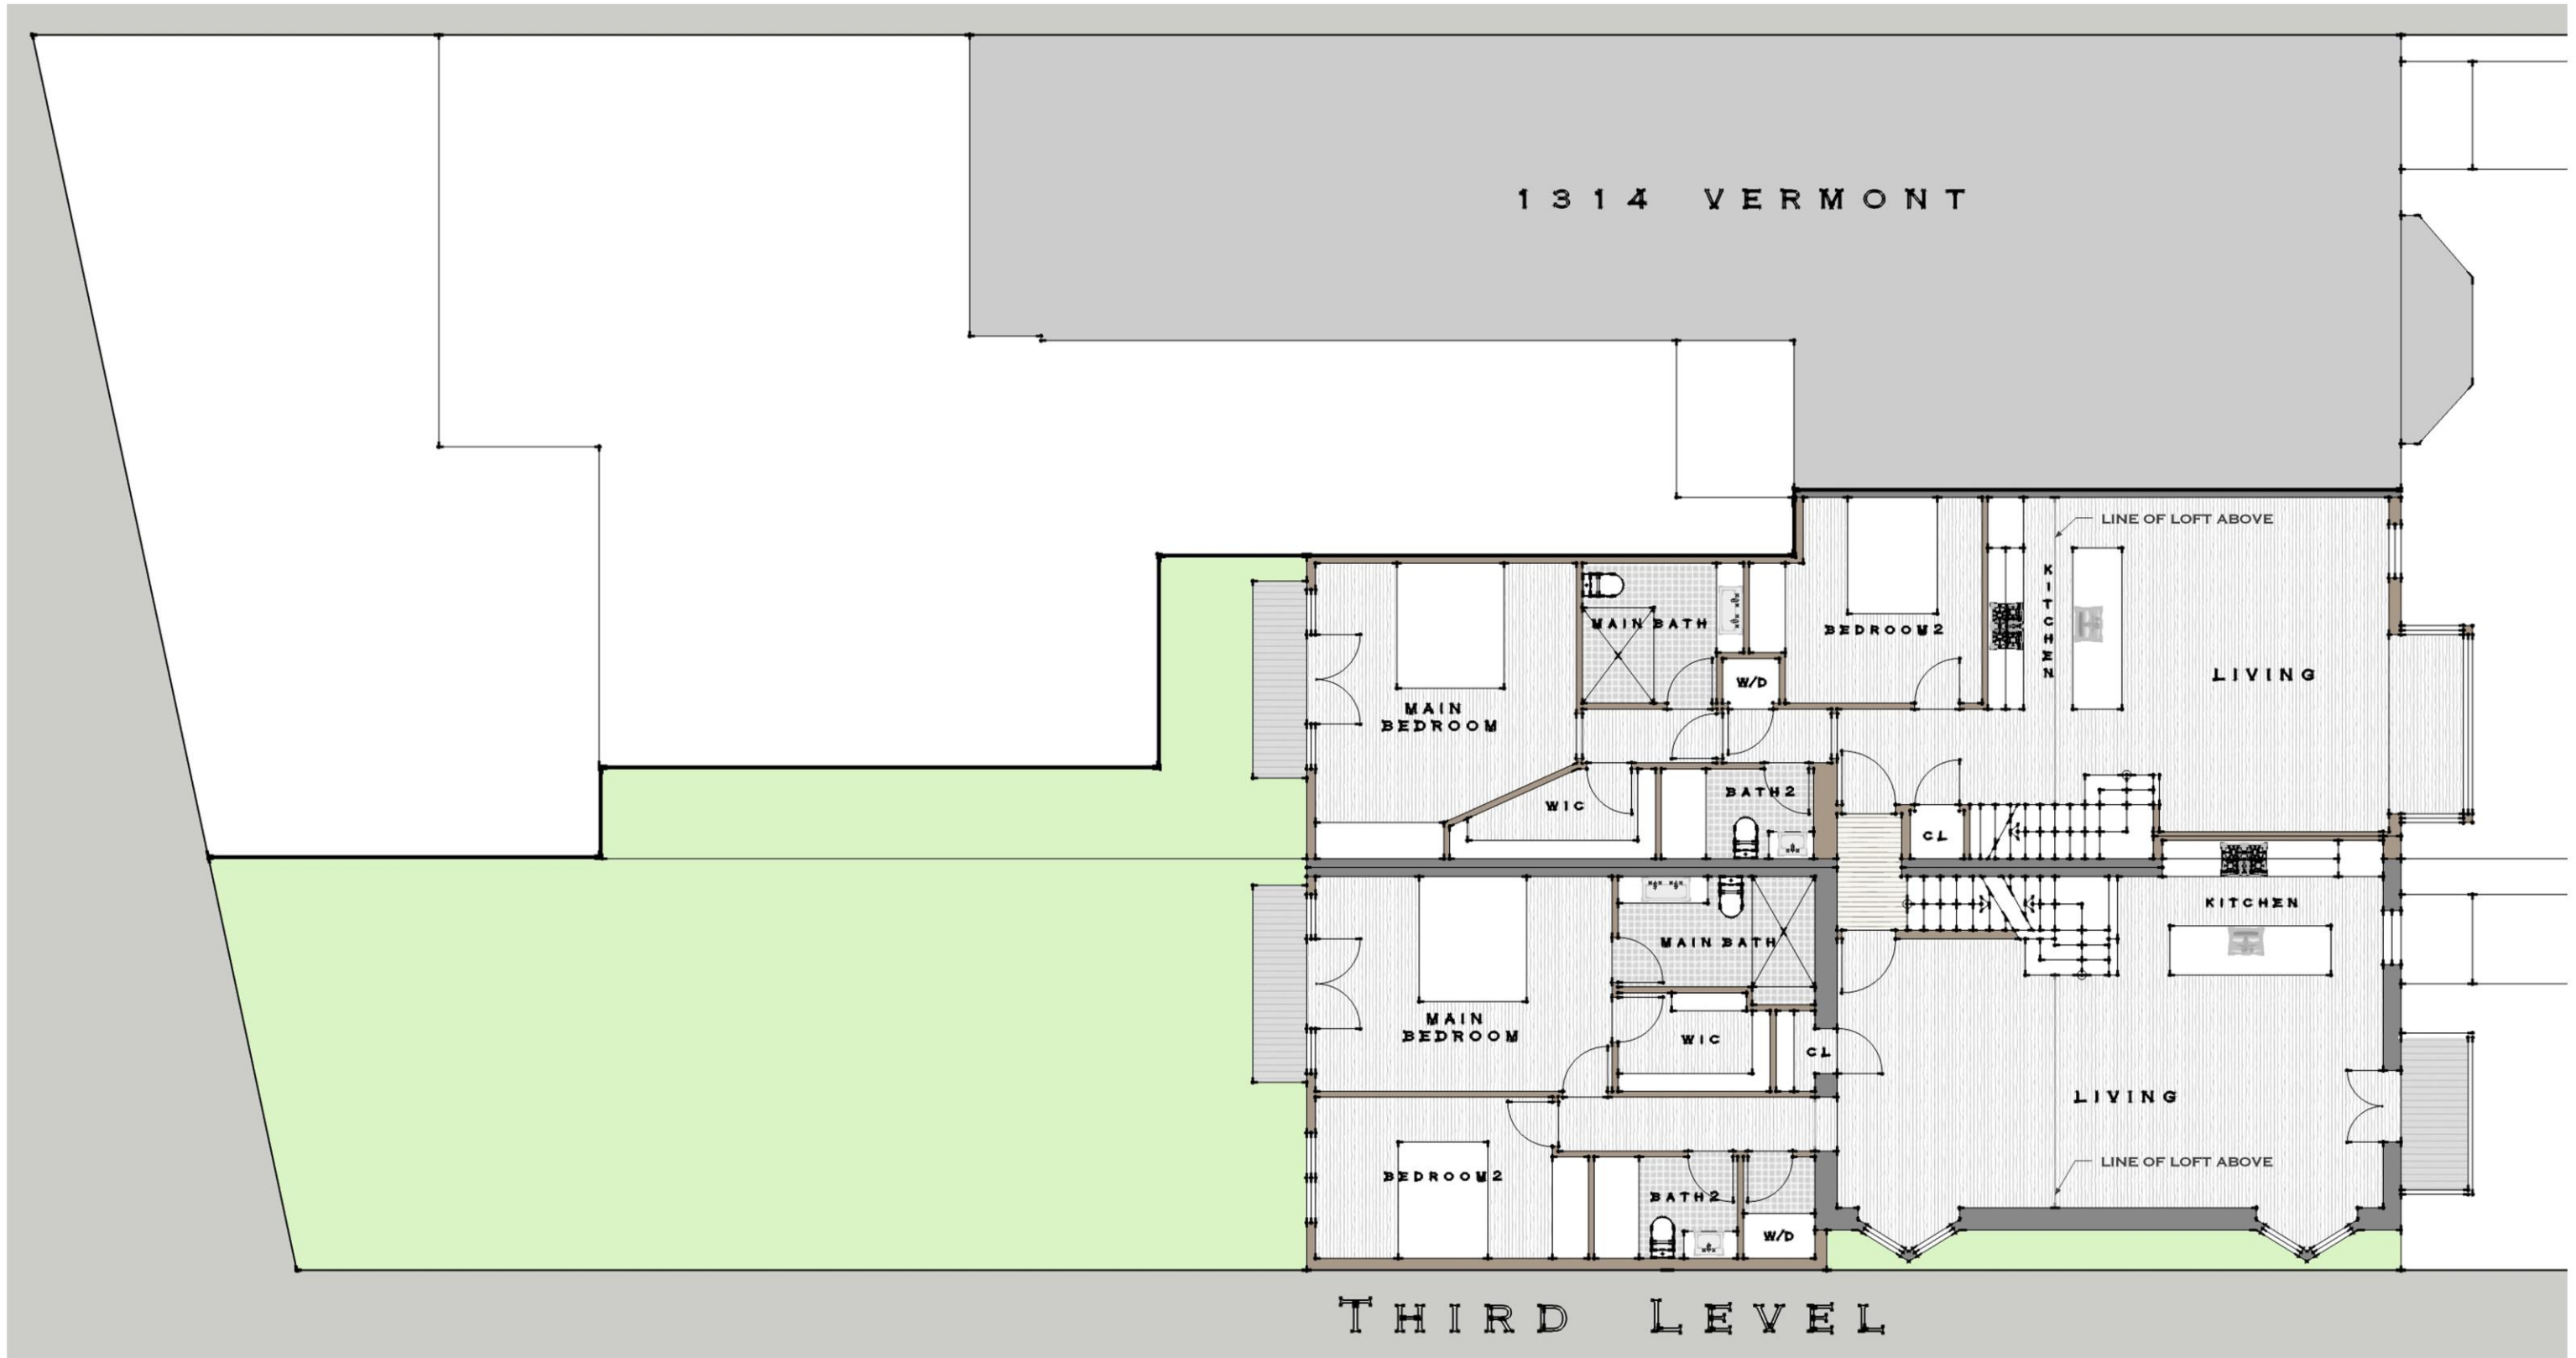 1314 VERMONT
LINE OF LOFT ABOVE
KITCHEN
MAIN BATH
BEDROOM2
W/D
LIVING
MAIN
BEDROOM
WIC
BATH2
CL
KITCHEN
MAIN BATH
MAIN
BEDROOM
WIC
CL
LIVING
LINE OF LOFT ABOVE
BEDROOM2
BATH2
W/D
THIRD LEVEL